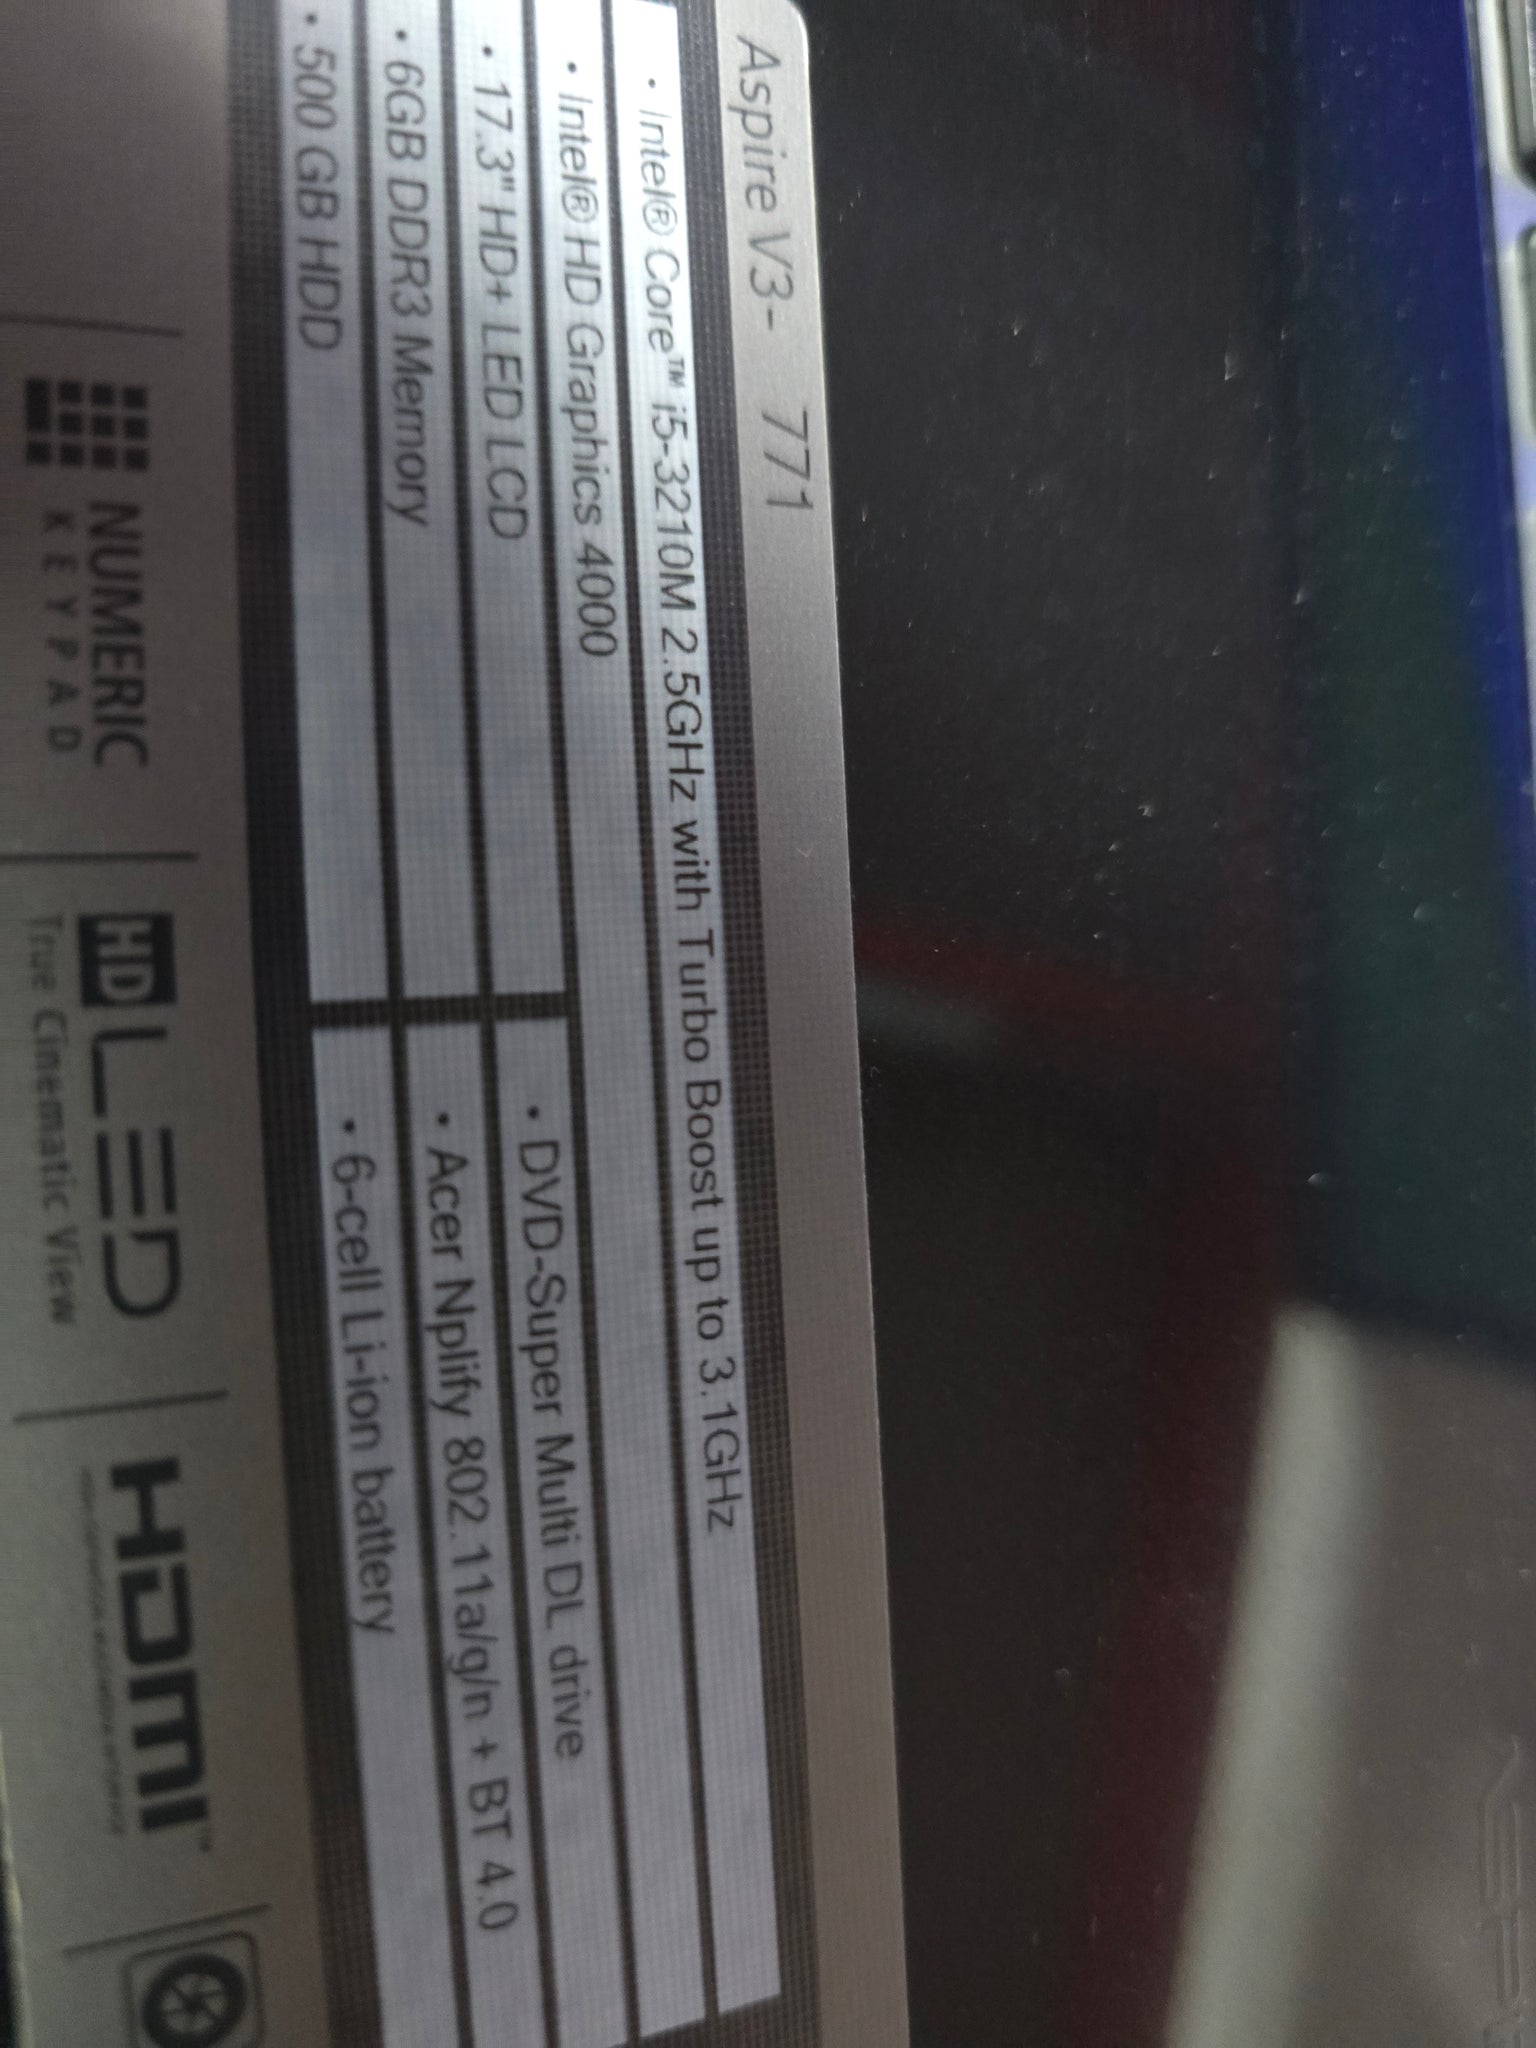 Aspire V3- 771
• Intel® Core™ i5-3210M 2.5GHz with Turbo Boost up to 3.1GHz
• Intel® HD Graphics 4000
• 17.3" HD+ LED LCD
• DVD-Super Multi DL drive
• 6GB DDR3 Memory
• Acer Nplify 802.11a/g/n + BT 4.0
• 500 GB HDD
• 6-cell Li-ion battery
NUMERIC
KEYPAD
HD LED
True Cinematic View
HDMI™